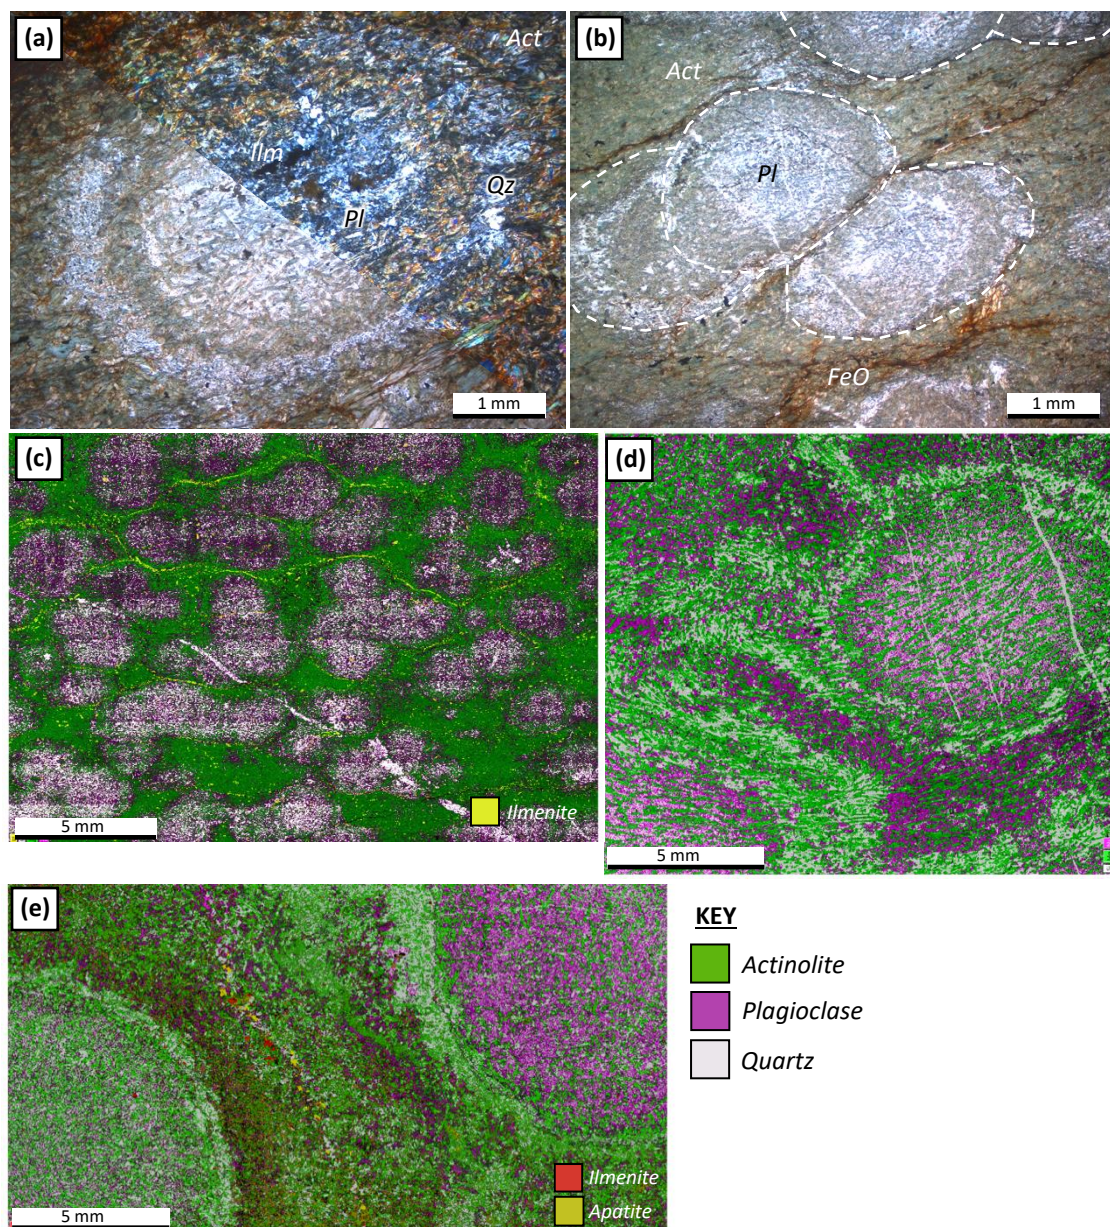 (a)
Act
Ilm
Pl
Qz
1 mm
(b)
Act
Pl
FeO
1 mm
(c)
Ilmenite
5 mm
(d)
5 mm
(e)
Ilmenite
Apatite
5 mm
KEY
Actinolite
Plagioclase
Quartz